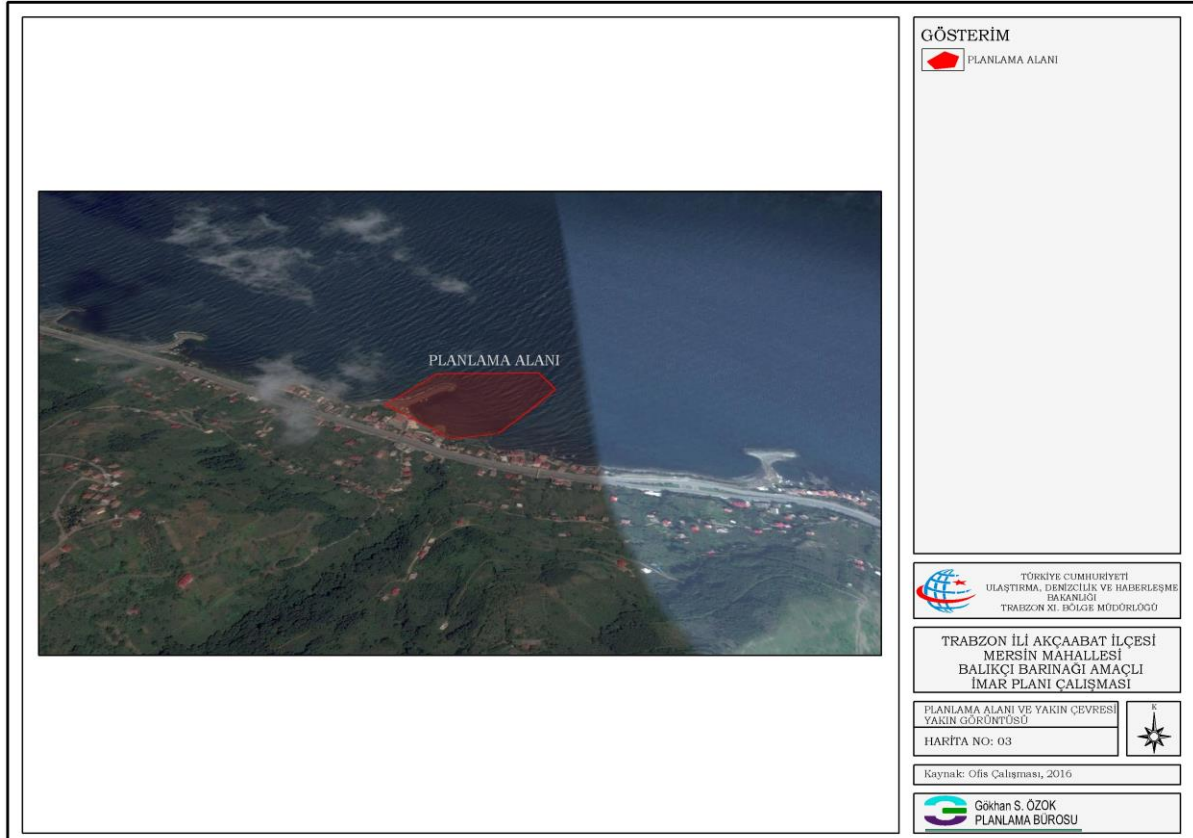 PLANLAMA ALANI
GÖSTERİM
PLANLAMA ALANI
TÜRKİYE CUMHURİYETİ
ULAŞTIRMA, DENİZCİLİK VE HABERLEŞME
BAKANLIĞI
TRABZON XI. BÖLGE MÜDÜRLÜĞÜ
TRABZON İLİ AKÇAABAT İLÇESİ
MERSİN MAHALLESİ
BALIKÇI BARINAĞI AMAÇLI
İMAR PLANI ÇALIŞMASI
PLANLAMA ALANI VE YAKIN ÇEVRESİ
YAKIN GÖRÜNTÜSÜ
HARİTA NO: 03
K
Kaynak: Ofis Çalışması, 2016
Gökhan S. ÖZOK
PLANLAMA BÜROSU